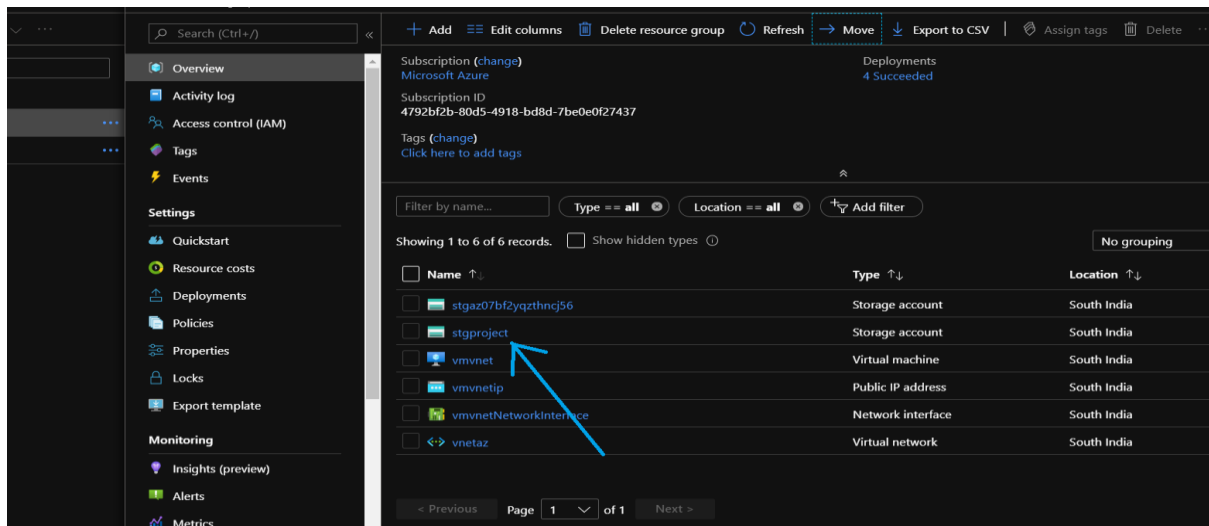 Search (Ctrl+/)
Overview
Activity log
Access control (IAM)
Tags
Events
Settings
Quickstart
Resource costs
Deployments
Policies
Properties
Locks
Export template
Monitoring
Insights (preview)
Alerts
Metrics
Add Edit columns Delete resource group Refresh Move Export to CSV Assign tags Delete
Subscription (change) Deployments
Microsoft Azure 4 Succeeded
Subscription ID
4792bf2b-80d5-4918-bd8d-7be0e0f27437
Tags (change)
Click here to add tags
Filter by name... Type == all Location == all Add filter
Showing 1 to 6 of 6 records. Show hidden types No grouping
Name Type Location
stgaz07bf2yqzthncj56 Storage account South India
stgproject Storage account South India
vmvnet Virtual machine South India
vmvnetip Public IP address South India
vmvnetNetworkInterface Network interface South India
vnetaz Virtual network South India
< Previous Page 1 of 1 Next >